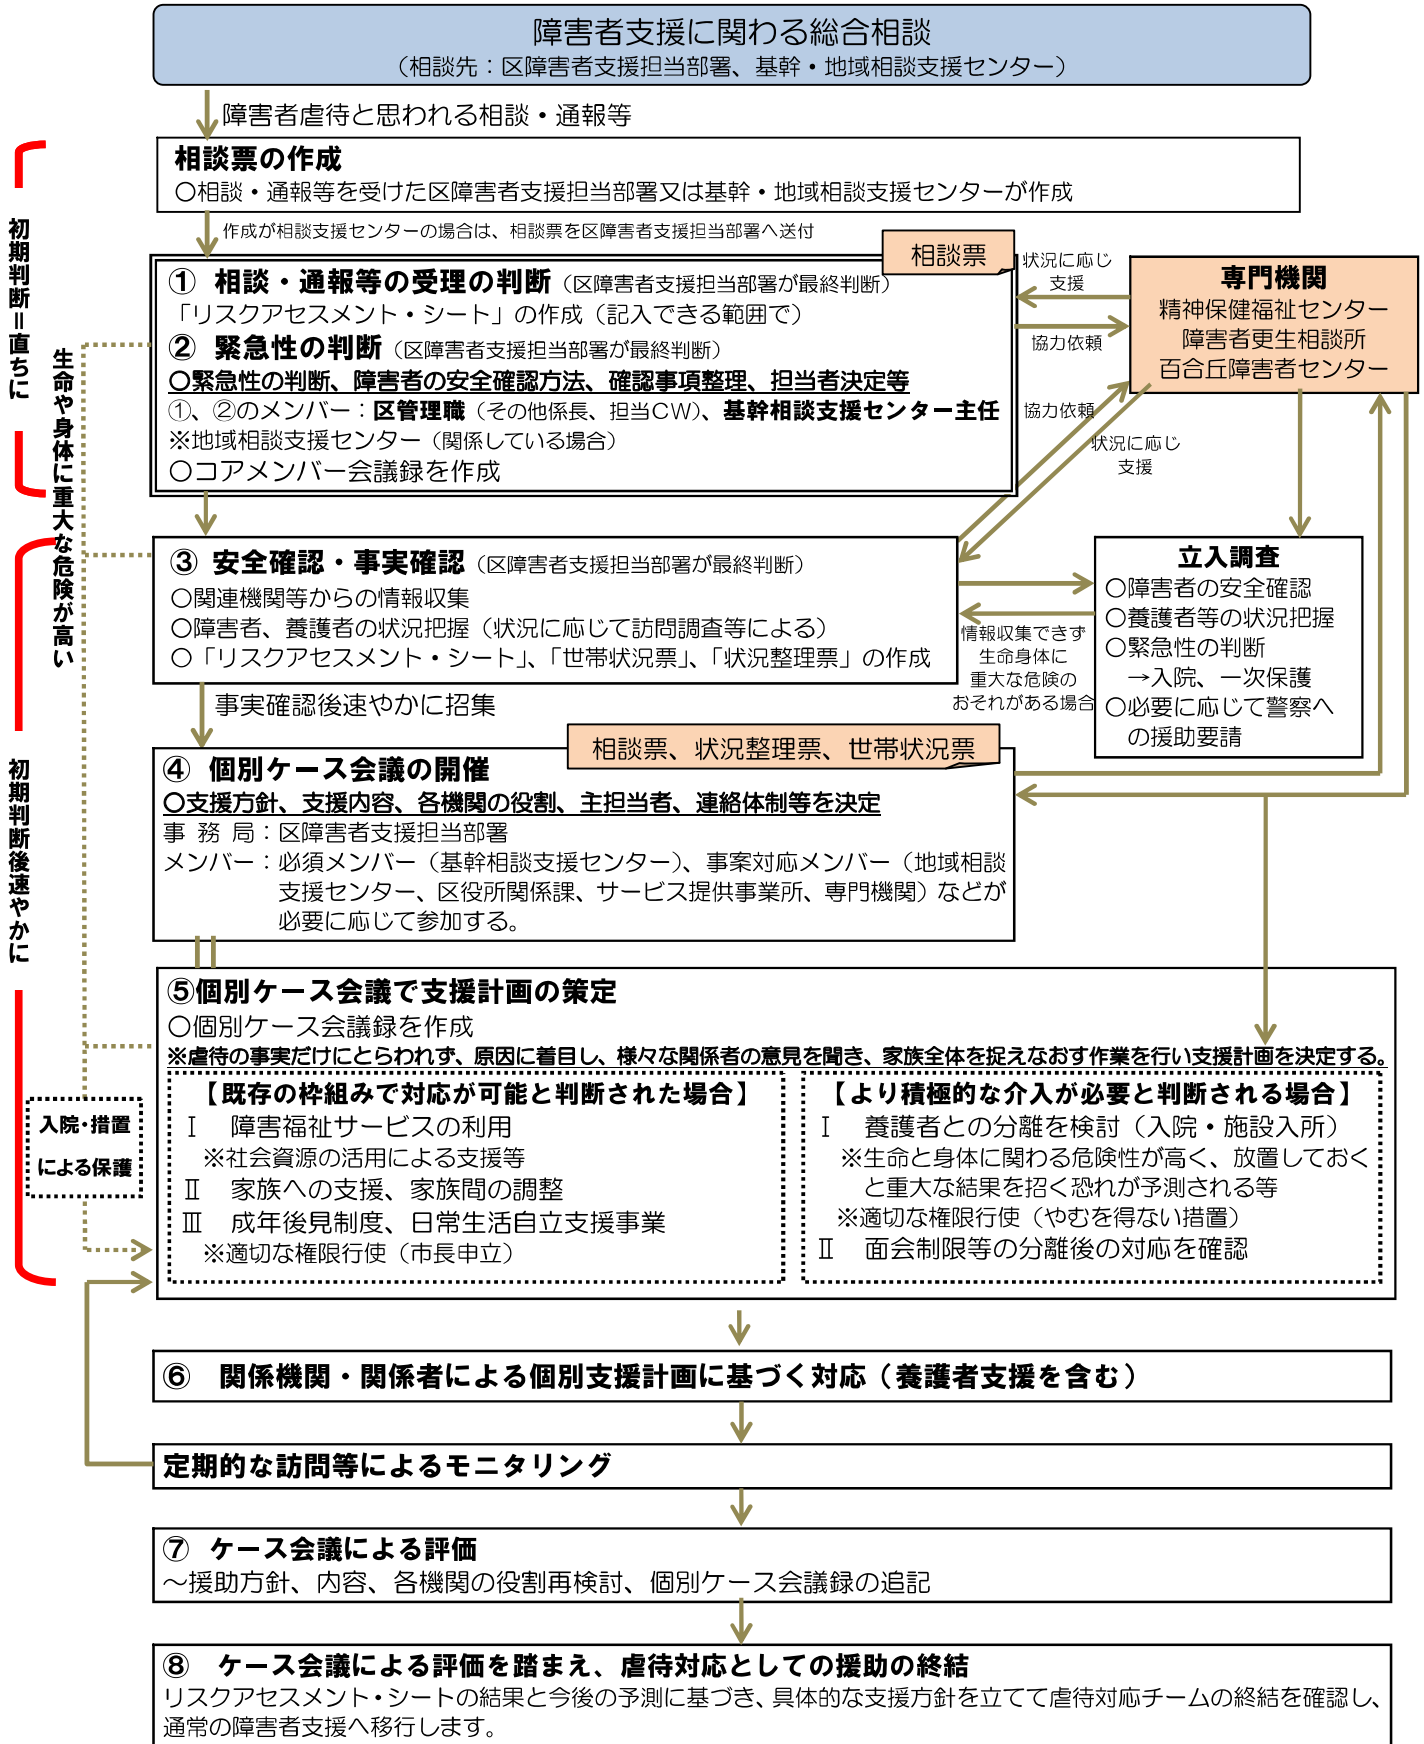 障害者支援に関わる総合相談
（相談先：区障害者支援担当部署、基幹・地域相談支援センター）
障害者虐待と思われる相談・通報等
相談票の作成
〇相談・通報等を受けた区障害者支援担当部署又は基幹・地域相談支援センターが作成
作成が相談支援センターの場合は、相談票を区障害者支援担当部署へ送付
初期判断＝直ちに
生命や身体に重大な危険が高い
相談票
① 相談・通報等の受理の判断（区障害者支援担当部署が最終判断）
「リスクアセスメント・シート」の作成（記入できる範囲で）
② 緊急性の判断（区障害者支援担当部署が最終判断）
〇緊急性の判断、障害者の安全確認方法、確認事項整理、担当者決定等
①、②のメンバー：区管理職（その他係長、担当CW）、基幹相談支援センター主任
※地域相談支援センター（関係している場合）
〇コアメンバー会議録を作成
状況に応じ
支援
協力依頼
専門機関
精神保健福祉センター
障害者更生相談所
百合丘障害者センター
協力依頼
状況に応じ
支援
③ 安全確認・事実確認（区障害者支援担当部署が最終判断）
〇関連機関等からの情報収集
〇障害者、養護者の状況把握（状況に応じて訪問調査等による）
〇「リスクアセスメント・シート」、「世帯状況票」、「状況整理票」の作成
情報収集できず
生命身体に
重大な危険の
おそれがある場合
立入調査
〇障害者の安全確認
〇養護者等の状況把握
〇緊急性の判断
→入院、一次保護
〇必要に応じて警察へ
の援助要請
事実確認後速やかに招集
初期判断後速やかに
相談票、状況整理票、世帯状況票
④ 個別ケース会議の開催
〇支援方針、支援内容、各機関の役割、主担当者、連絡体制等を決定
事 務 局：区障害者支援担当部署
メンバー：必須メンバー（基幹相談支援センター）、事案対応メンバー（地域相談
支援センター、区役所関係課、サービス提供事業所、専門機関）などが
必要に応じて参加する。
⑤個別ケース会議で支援計画の策定
〇個別ケース会議録を作成
※虐待の事実だけにとらわれず、原因に着目し、様々な関係者の意見を聞き、家族全体を捉えなおす作業を行い支援計画を決定する。
【既存の枠組みで対応が可能と判断された場合】
Ⅰ 障害福祉サービスの利用
※社会資源の活用による支援等
Ⅱ 家族への支援、家族間の調整
Ⅲ 成年後見制度、日常生活自立支援事業
※適切な権限行使（市長申立）
【より積極的な介入が必要と判断される場合】
Ⅰ 養護者との分離を検討（入院・施設入所）
※生命と身体に関わる危険性が高く、放置しておく
と重大な結果を招く恐れが予測される等
※適切な権限行使（やむを得ない措置）
Ⅱ 面会制限等の分離後の対応を確認
入院・措置
による保護
⑥ 関係機関・関係者による個別支援計画に基づく対応（養護者支援を含む）
定期的な訪問等によるモニタリング
⑦ ケース会議による評価
～援助方針、内容、各機関の役割再検討、個別ケース会議録の追記
⑧ ケース会議による評価を踏まえ、虐待対応としての援助の終結
リスクアセスメント・シートの結果と今後の予測に基づき、具体的な支援方針を立てて虐待対応チームの終結を確認し、
通常の障害者支援へ移行します。